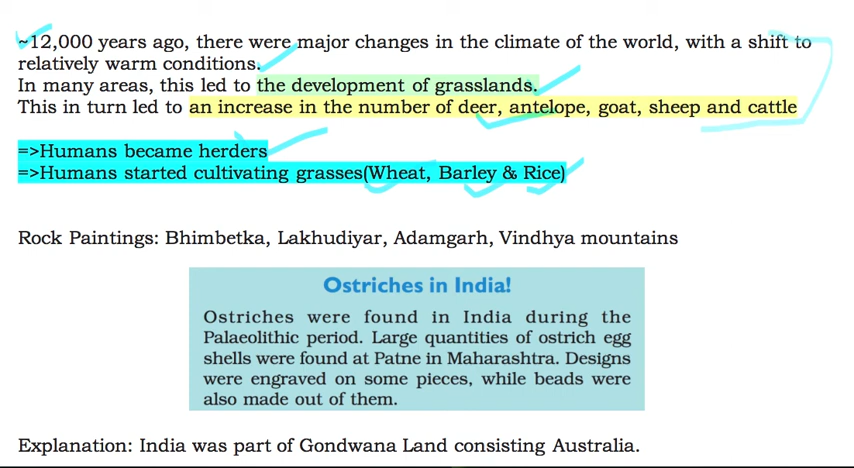 ~12,000 years ago, there were major changes in the climate of the world, with a shift to
relatively warm conditions.
In many areas, this led to the development of grasslands.
This in turn led to an increase in the number of deer, antelope, goat, sheep and cattle
=>Humans became herders
=>Humans started cultivating grasses(Wheat, Barley & Rice)
Rock Paintings: Bhimbetka, Lakhudiyar, Adamgarh, Vindhya mountains
Ostriches in India!
Ostriches were found in India during the
Palaeolithic period. Large quantities of ostrich egg
shells were found at Patne in Maharashtra. Designs
were engraved on some pieces, while beads were
also made out of them.
Explanation: India was part of Gondwana Land consisting Australia.